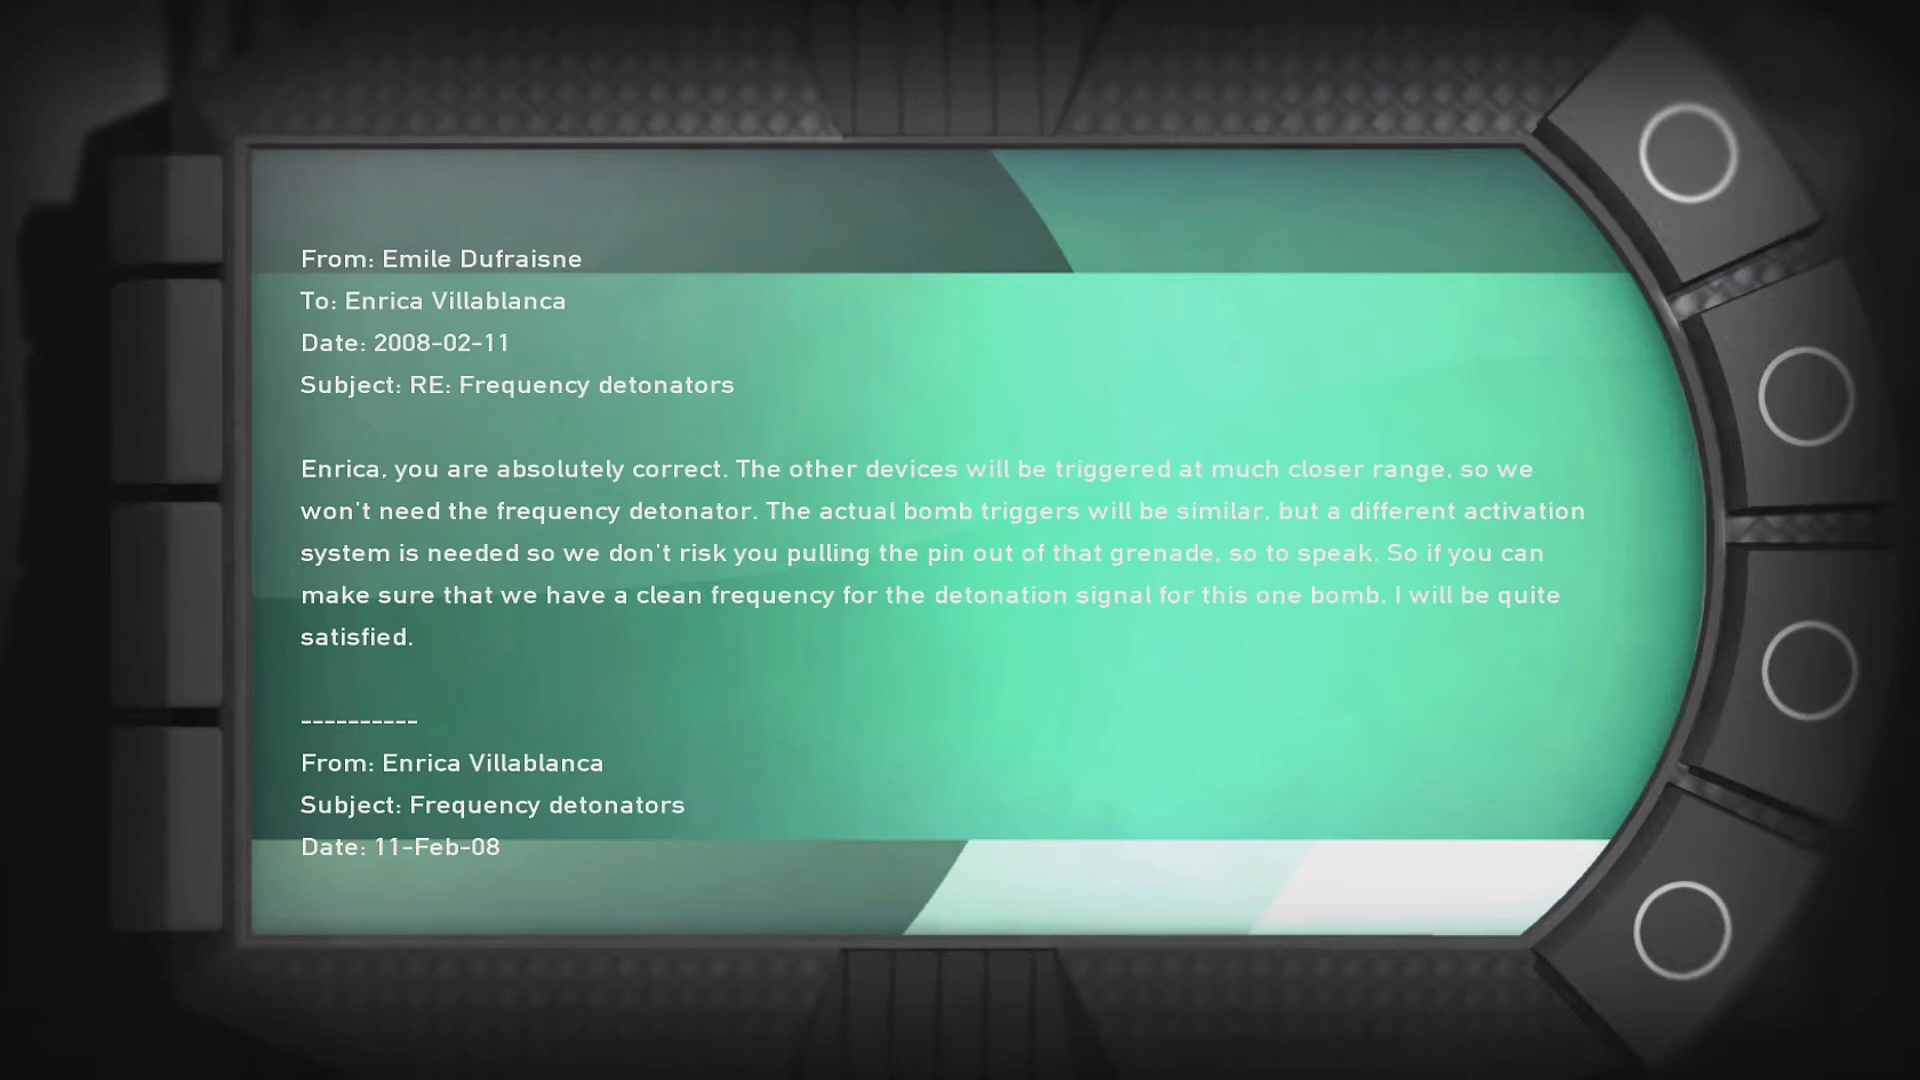 From: Emile Dufraisne
To: Enrica Villablanca
Date: 2008-02-11
Subject: RE: Frequency detonators
Enrica, you are absolutely correct. The other devices will be triggered at much closer range, so we
won't need the frequency detonator. The actual bomb triggers will be similar, but a different activation
system is needed so we don't risk you pulling the pin out of that grenade, so to speak. So if you can
make sure that we have a clean frequency for the detonation signal for this one bomb, I will be quite
satisfied.
----------
From: Enrica Villablanca
Subject: Frequency detonators
Date: 11-Feb-08